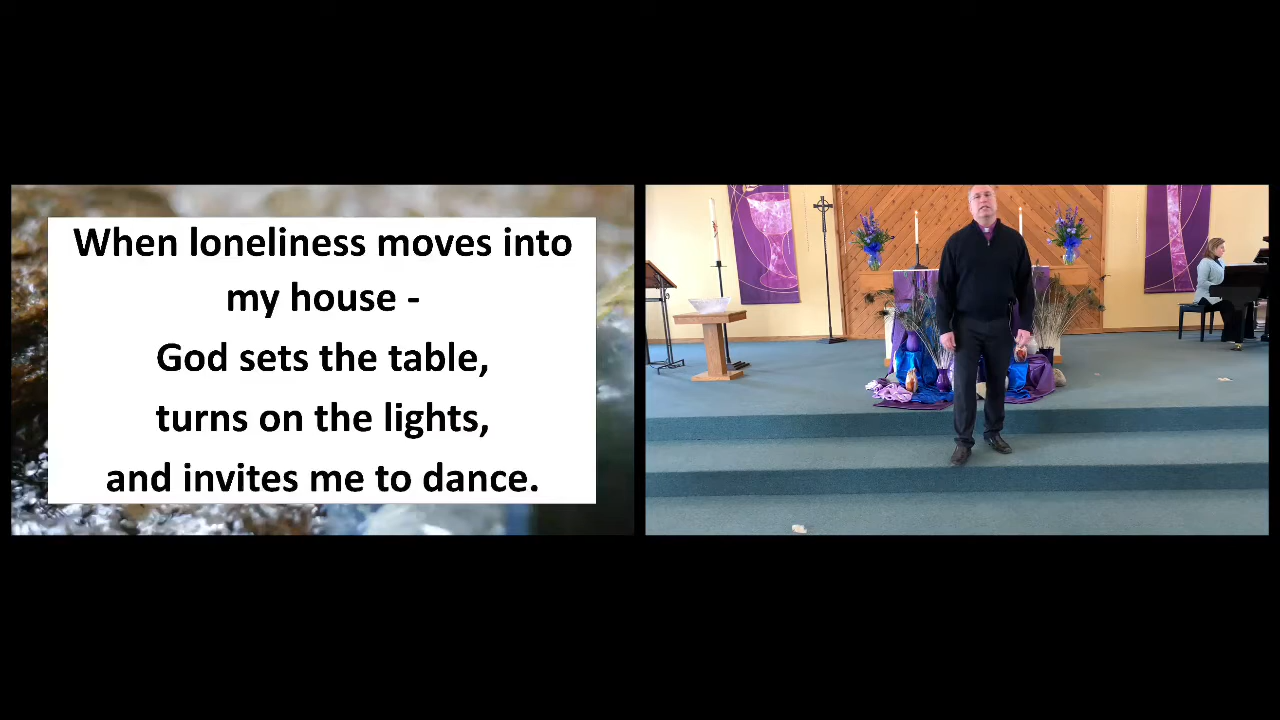 When loneliness moves into
my house -
God sets the table,
turns on the lights,
and invites me to dance.